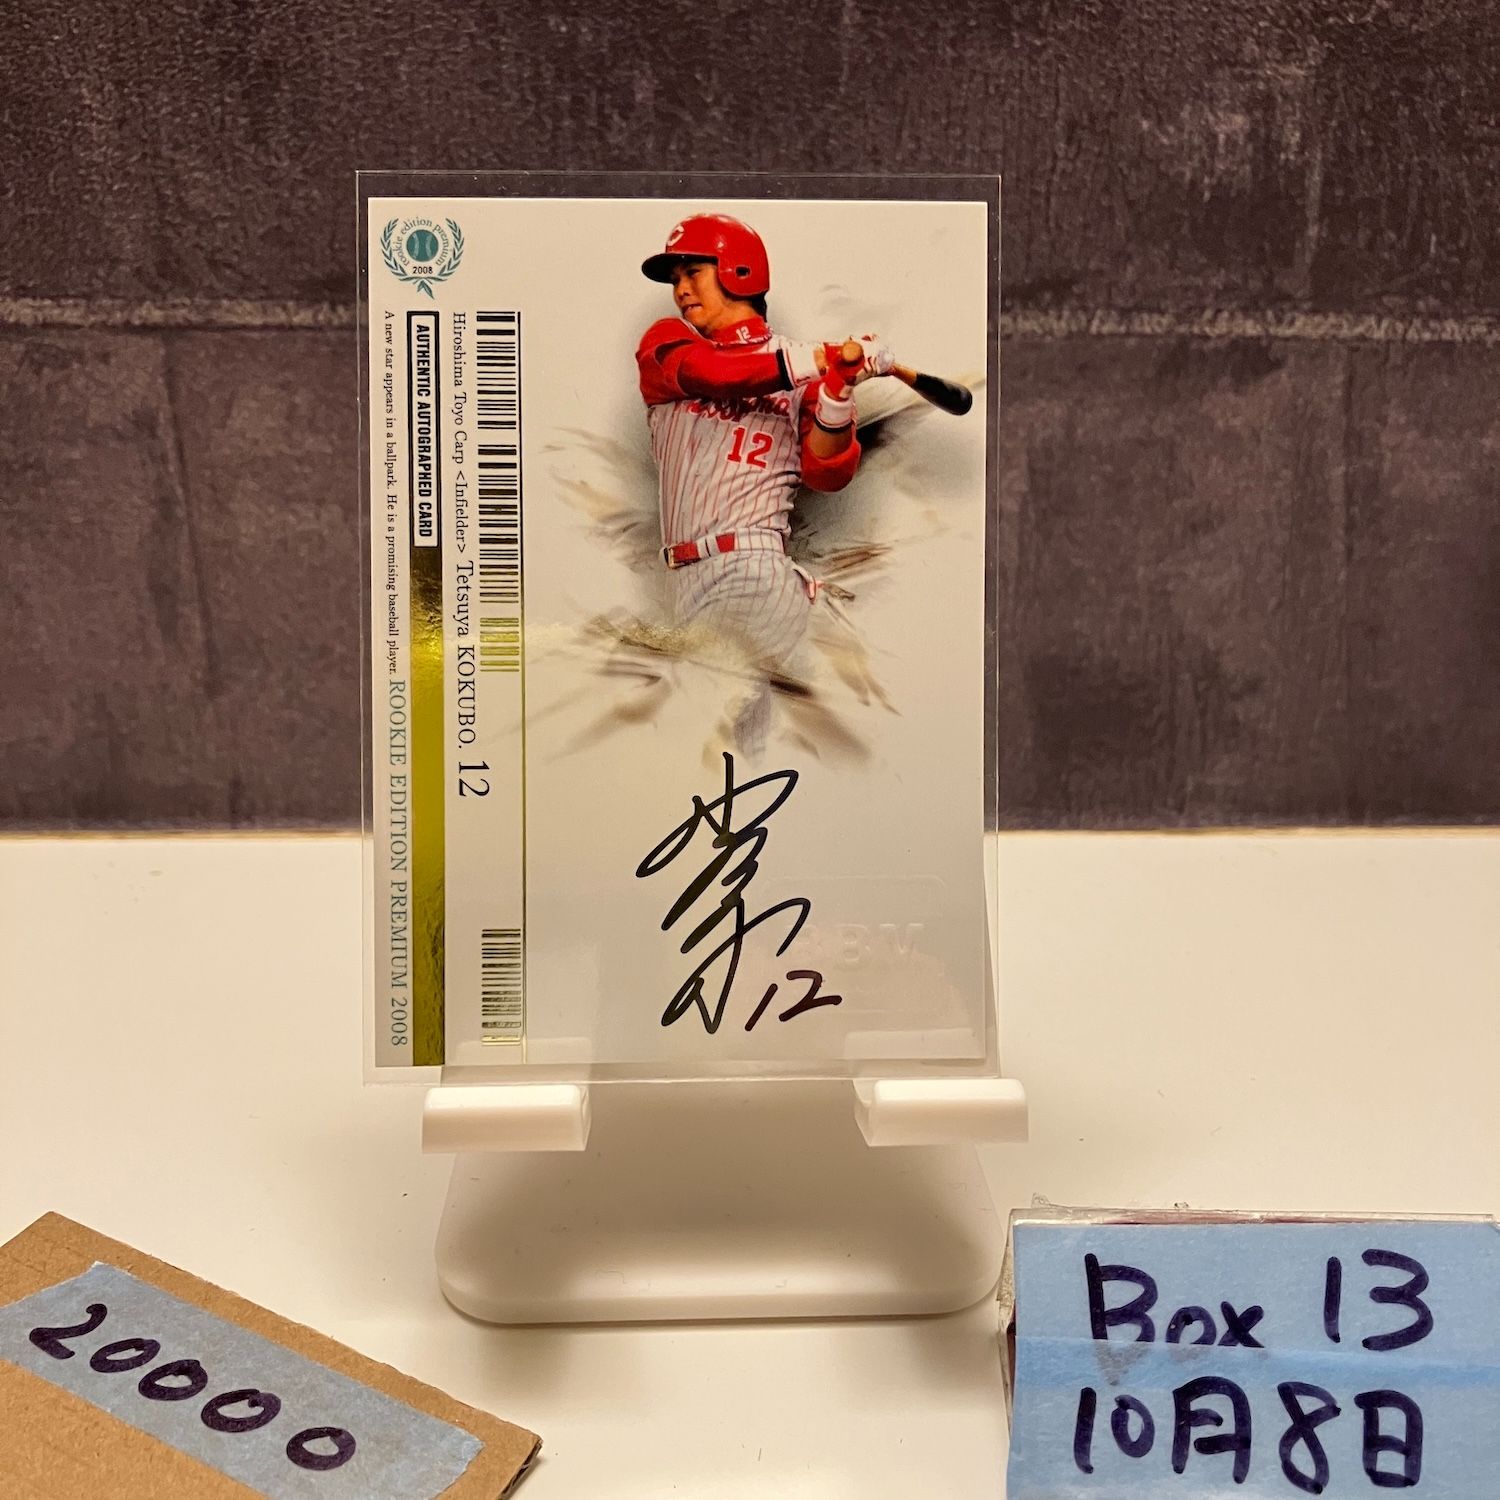 rookie edition premium
2008
C
12
12
Hiroshima Toyo Carp <Infielder> Tetsuya KOKUBO. 12
AUTHENTIC AUTOGRAPHED CARD
A new star appears in a ballpark. He is a promising baseball player. ROOKIE EDITION PREMIUM 2008
12
BBM
20000
Box 13
10月8日